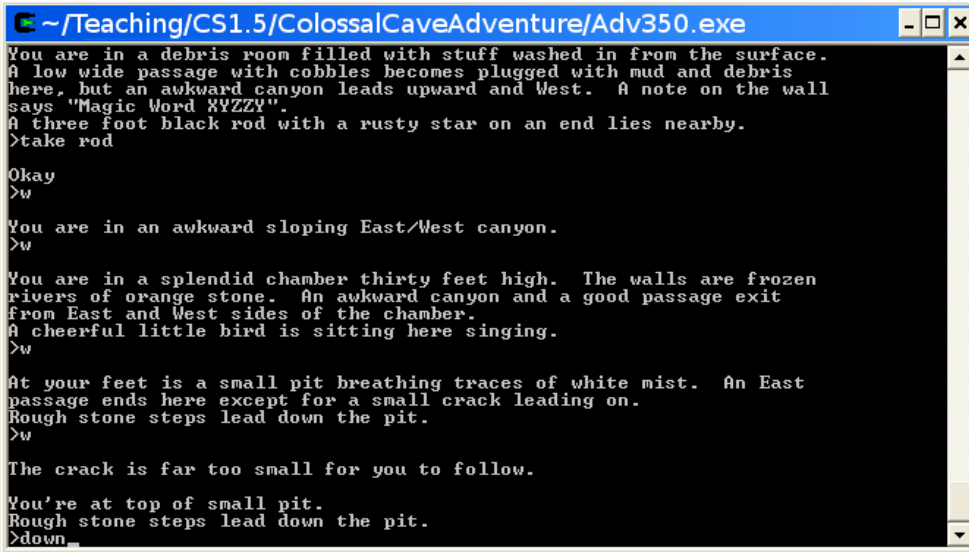 ~/Teaching/CS1.5/ColossalCaveAdventure/Adv350.exe
You are in a debris room filled with stuff washed in from the surface.
A low wide passage with cobbles becomes plugged with mud and debris
here, but an awkward canyon leads upward and West.  A note on the wall
says "Magic Word XYZZY".
A three foot black rod with a rusty star on an end lies nearby.
>take rod
Okay
>w
You are in an awkward sloping East/West canyon.
>w
You are in a splendid chamber thirty feet high.  The walls are frozen
rivers of orange stone.  An awkward canyon and a good passage exit
from East and West sides of the chamber.
A cheerful little bird is sitting here singing.
>w
At your feet is a small pit breathing traces of white mist.  An East
passage ends here except for a small crack leading on.
Rough stone steps lead down the pit.
>w
The crack is far too small for you to follow.
You're at top of small pit.
Rough stone steps lead down the pit.
>down_